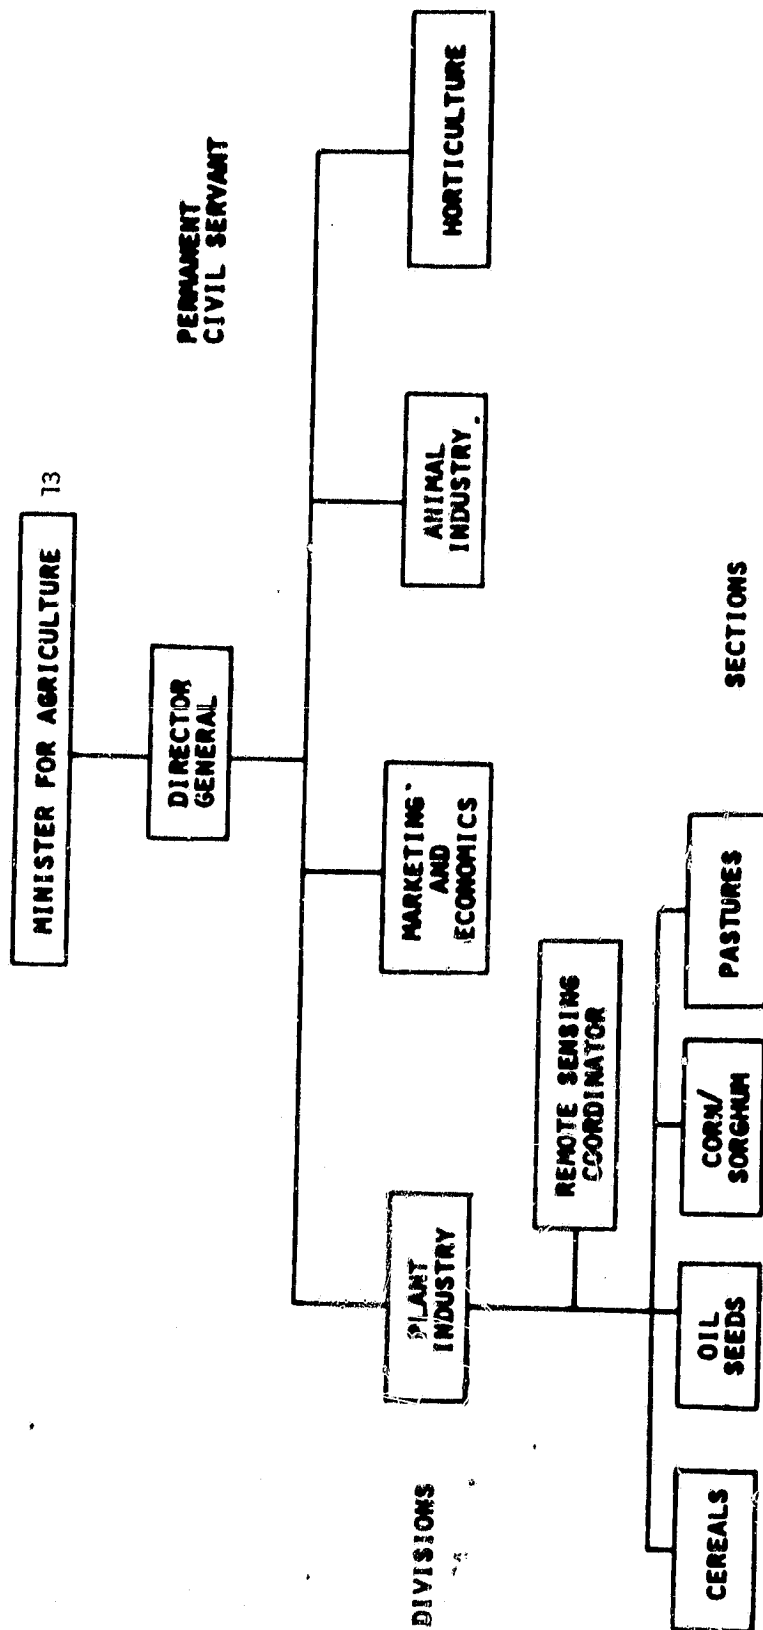 MINISTER FOR AGRICULTURE
13
DIRECTOR
GENERAL
PERMANENT
CIVIL SERVANT
DIVISIONS
PLANT
INDUSTRY
MARKETING
AND
ECONOMICS
ANIMAL
INDUSTRY
HORTICULTURE
REMOTE SENSING
COORDINATOR
CEREALS
OIL
SEEDS
CORN/
SORGHUM
PASTURES
SECTIONS